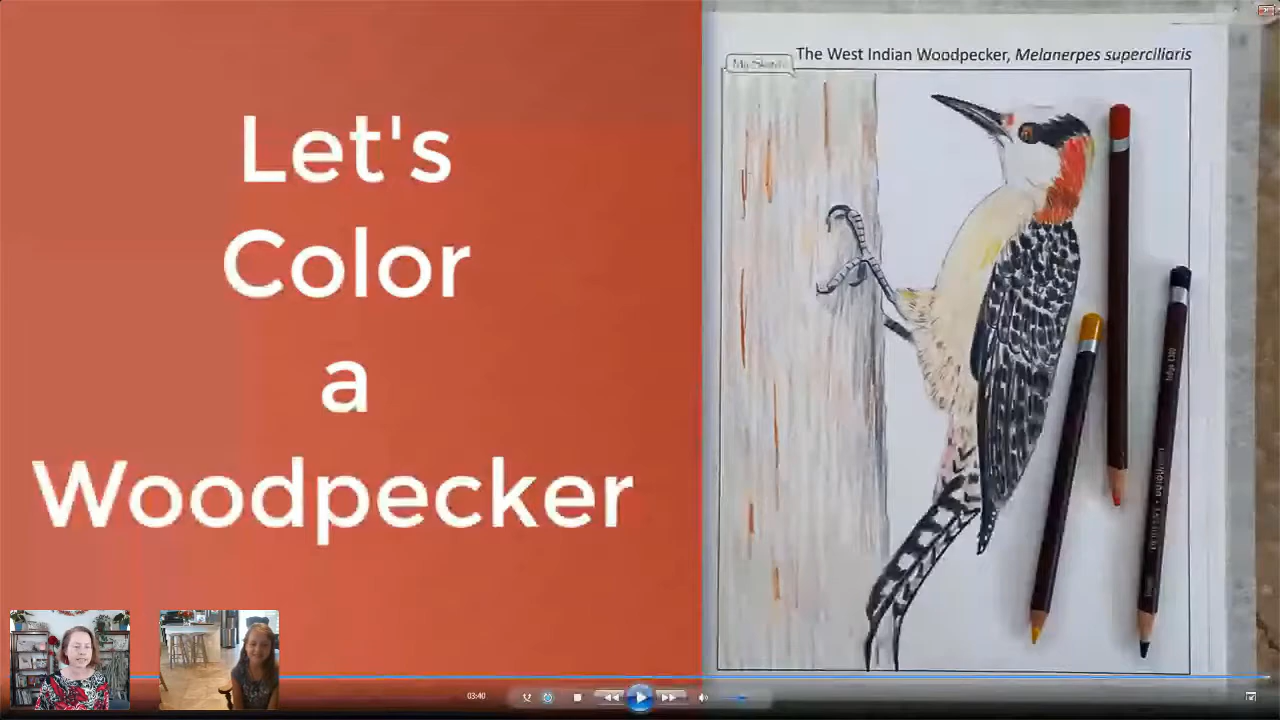 Let's
Color
a
Woodpecker
The West Indian Woodpecker, Melanerpes superciliaris
03:40